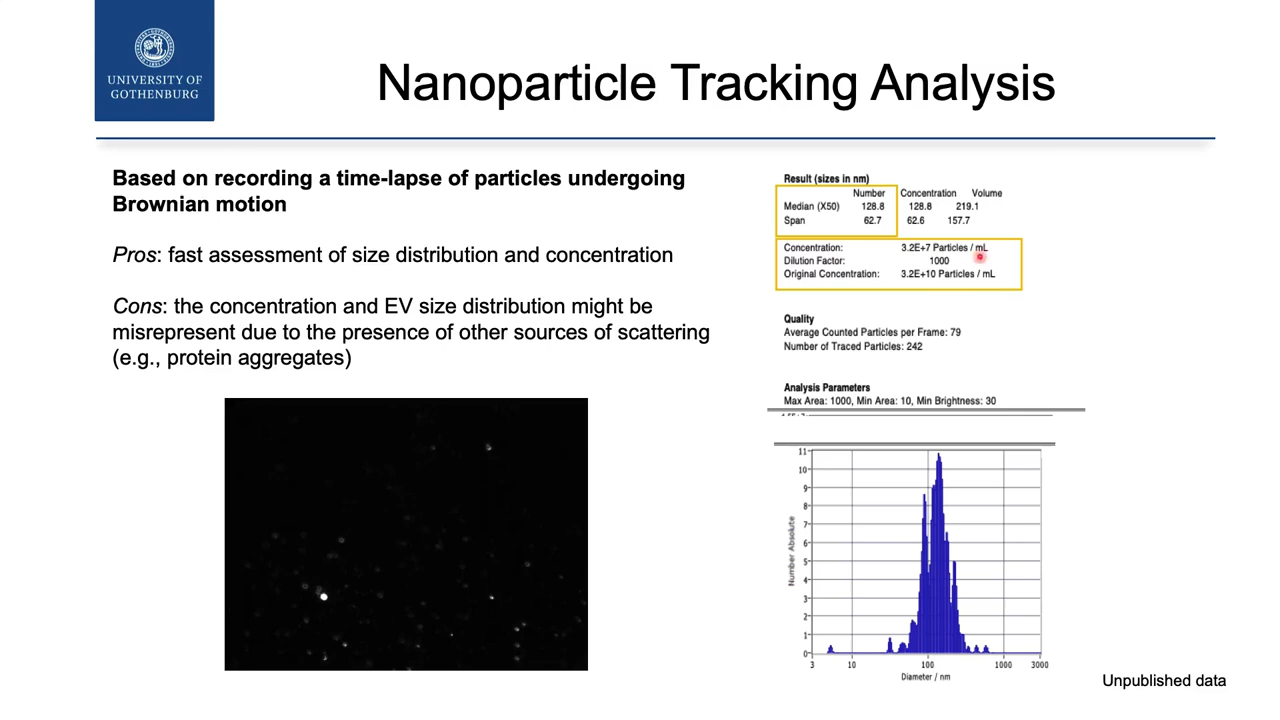 UNIVERSITY OF
GOTHENBURG
Nanoparticle Tracking Analysis
Based on recording a time-lapse of particles undergoing
Brownian motion
Pros: fast assessment of size distribution and concentration
Cons: the concentration and EV size distribution might be
misrepresent due to the presence of other sources of scattering
(e.g., protein aggregates)
Result (sizes in nm)
Number Concentration Volume
Median (X50) 128.8 128.8 219.1
Span 62.7 62.6 157.7
Concentration: 3.2E+7 Particles / mL
Dilution Factor: 1000
Original Concentration: 3.2E+10 Particles / mL
Quality
Average Counted Particles per Frame: 79
Number of Traced Particles: 242
Analysis Parameters
Max Area: 1000, Min Area: 10, Min Brightness: 30
11
10
9
8
7
6
5
4
3
2
1
0
Number Absolute
3 10 100 1000 3000
Diameter / nm
Unpublished data